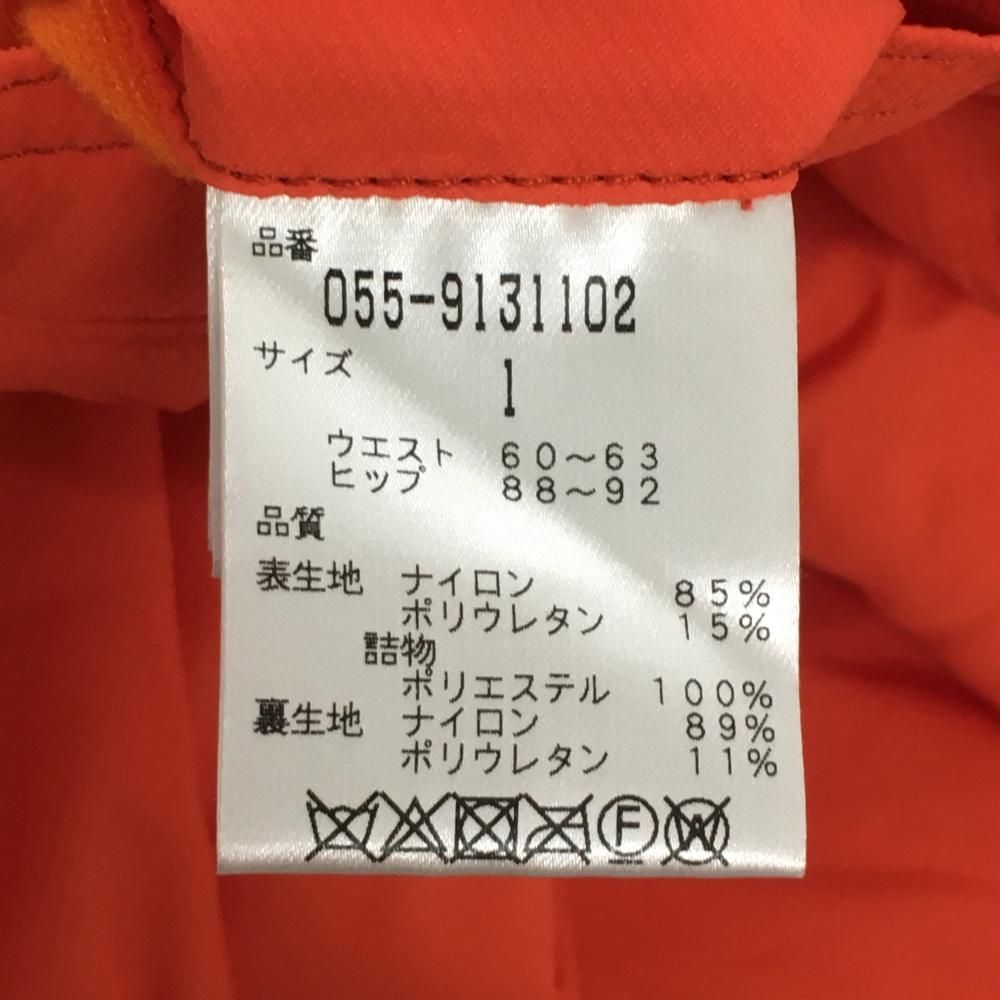 品番
055-9131102
サイズ
1
ウエスト 60~63
ヒップ 88~92
品質
表生地 ナイロン 85%
ポリウレタン 15%
詰物
ポリエステル 100%
裏生地 ナイロン 89%
ポリウレタン 11%
F W